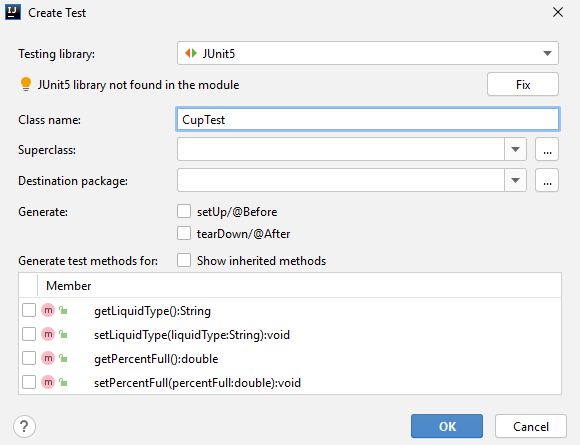 IJ Create Test
Testing library: JUnit5
JUnit5 library not found in the module Fix
Class name: CupTest
Superclass: ...
Destination package: ...
Generate: setUp/@Before
tearDown/@After
Generate test methods for: Show inherited methods
Member
m getLiquidType():String
m setLiquidType(liquidType:String):void
m getPercentFull():double
m setPercentFull(percentFull:double):void
? OK Cancel